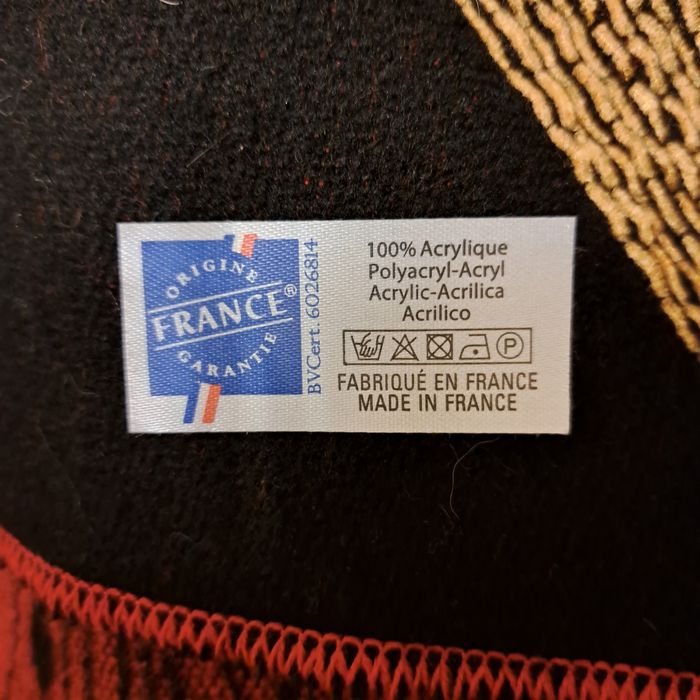 ORIGINE
FRANCE®
GARANTIE
BVCert. 6026814
100% Acrylique
Polyacryl-Acryl
Acrylic-Acrilica
Acrilico
P
FABRIQUÉ EN FRANCE
MADE IN FRANCE